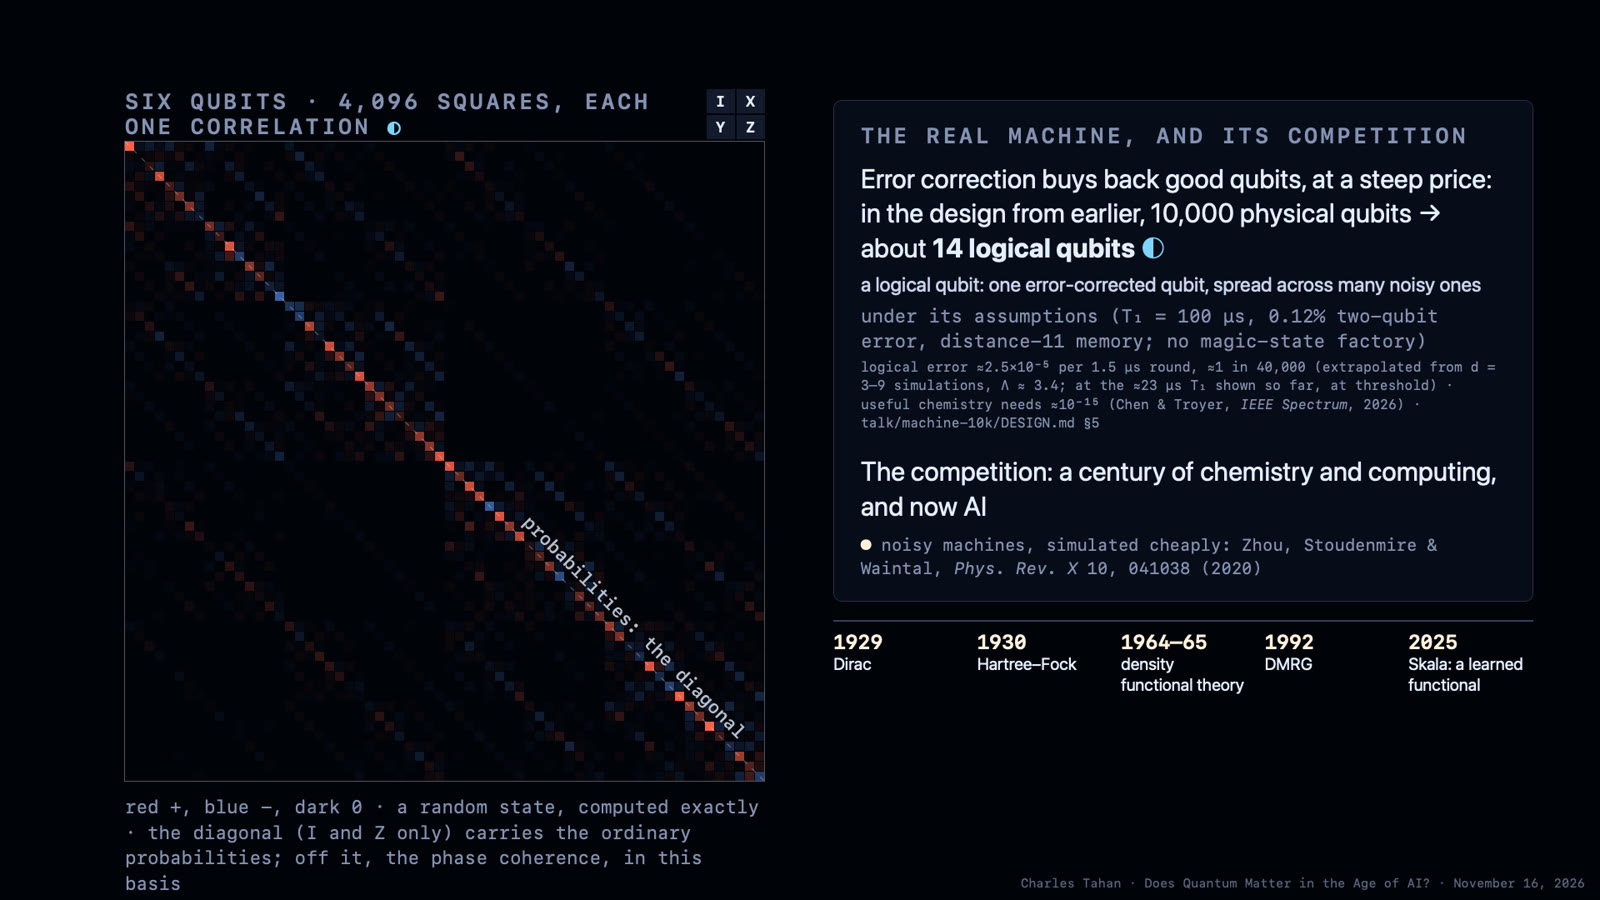 SIX QUBITS · 4,096 SQUARES, EACH
ONE CORRELATION
I X
Y Z
probabilities: the diagonal
red +, blue −, dark 0 · a random state, computed exactly
· the diagonal (I and Z only) carries the ordinary
probabilities; off it, the phase coherence, in this
basis
THE REAL MACHINE, AND ITS COMPETITION
Error correction buys back good qubits, at a steep price:
in the design from earlier, 10,000 physical qubits →
about 14 logical qubits
a logical qubit: one error-corrected qubit, spread across many noisy ones
under its assumptions (T₁ = 100 μs, 0.12% two-qubit
error, distance-11 memory; no magic-state factory)
logical error ≈2.5×10⁻⁵ per 1.5 μs round, ≈1 in 40,000 (extrapolated from d =
3–9 simulations, Λ ≈ 3.4; at the ≈23 μs T₁ shown so far, at threshold) ·
useful chemistry needs ≈10⁻¹⁵ (Chen & Troyer, IEEE Spectrum, 2026) ·
talk/machine-10k/DESIGN.md §5
The competition: a century of chemistry and computing,
and now AI
noisy machines, simulated cheaply: Zhou, Stoudenmire &
Waintal, Phys. Rev. X 10, 041038 (2020)
1929
Dirac
1930
Hartree–Fock
1964–65
density
functional theory
1992
DMRG
2025
Skala: a learned
functional
Charles Tahan · Does Quantum Matter in the Age of AI? · November 16, 2026